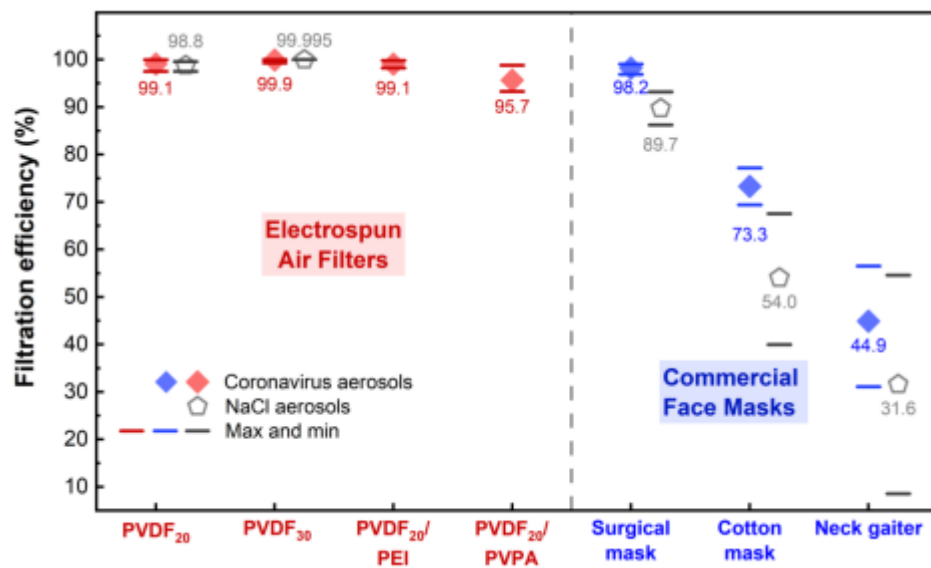 Filtration efficiency (%)
100
90
80
70
60
50
40
30
20
10
98.8
99.1
99.995
99.9
99.1
95.7
98.2
89.7
73.3
54.0
44.9
31.6
Electrospun
Air Filters
Commercial
Face Masks
Coronavirus aerosols
NaCl aerosols
Max and min
PVDF₂₀
PVDF₃₀
PVDF₂₀/
PEI
PVDF₂₀/
PVPA
Surgical
mask
Cotton
mask
Neck gaiter